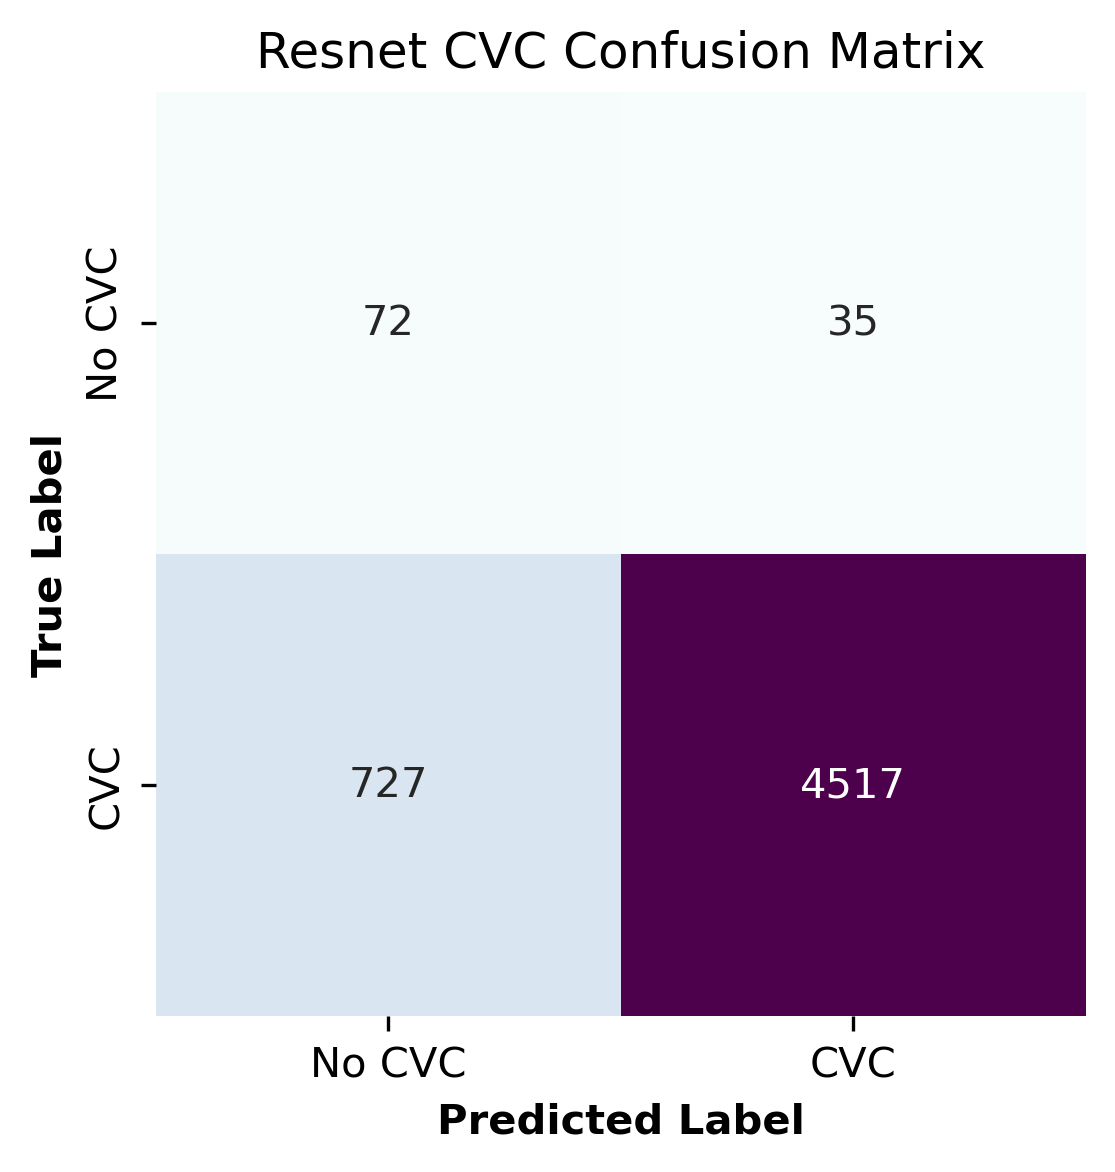 Resnet CVC Confusion Matrix
True Label
No CVC
72
35
CVC
727
4517
No CVC
CVC
Predicted Label